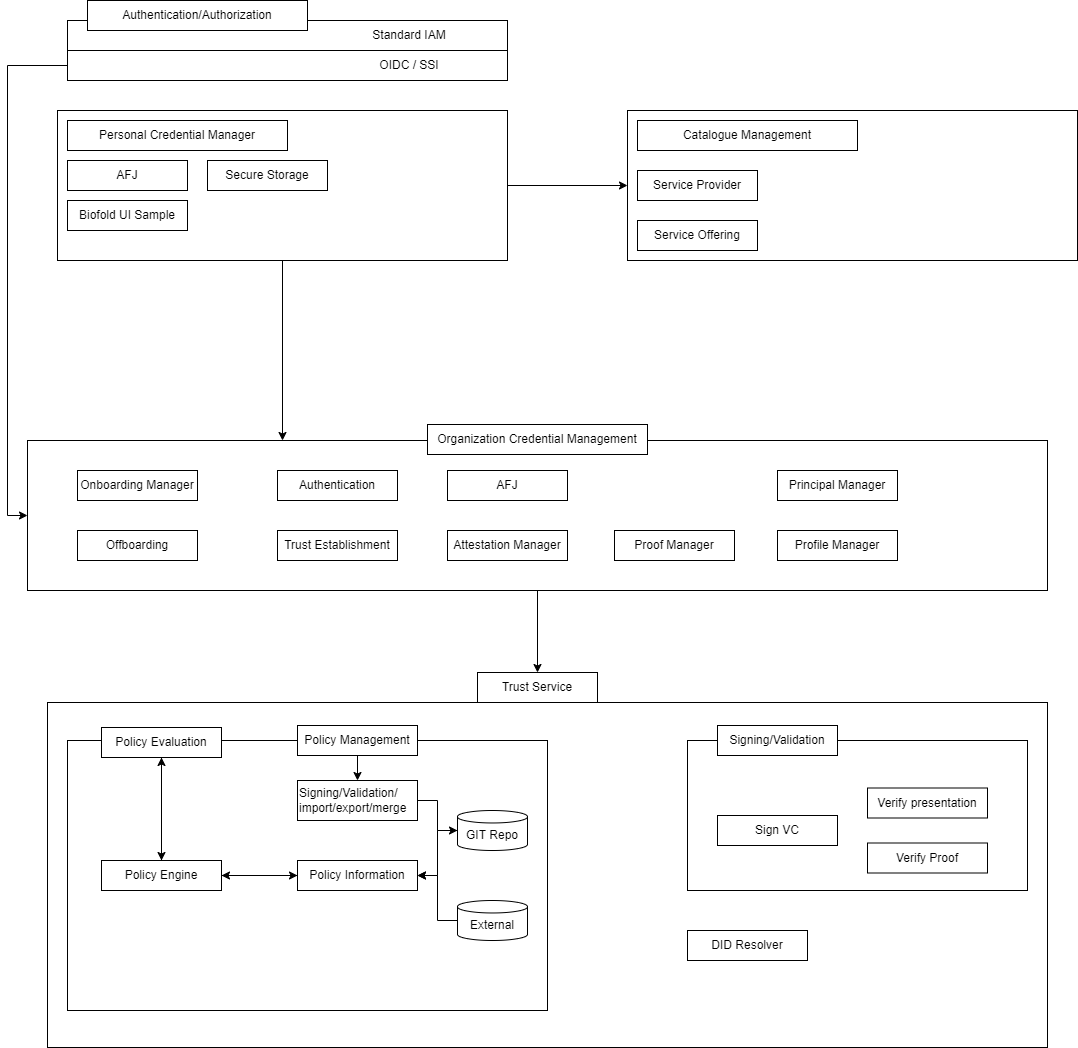 Authentication/Authorization
Standard IAM
OIDC / SSI
Personal Credential Manager
AFJ
Secure Storage
Biofold UI Sample
Catalogue Management
Service Provider
Service Offering
Organization Credential Management
Onboarding Manager
Authentication
AFJ
Principal Manager
Offboarding
Trust Establishment
Attestation Manager
Proof Manager
Profile Manager
Trust Service
Policy Evaluation
Policy Management
Signing/Validation/
import/export/merge
GIT Repo
Policy Engine
Policy Information
External
Signing/Validation
Verify presentation
Sign VC
Verify Proof
DID Resolver